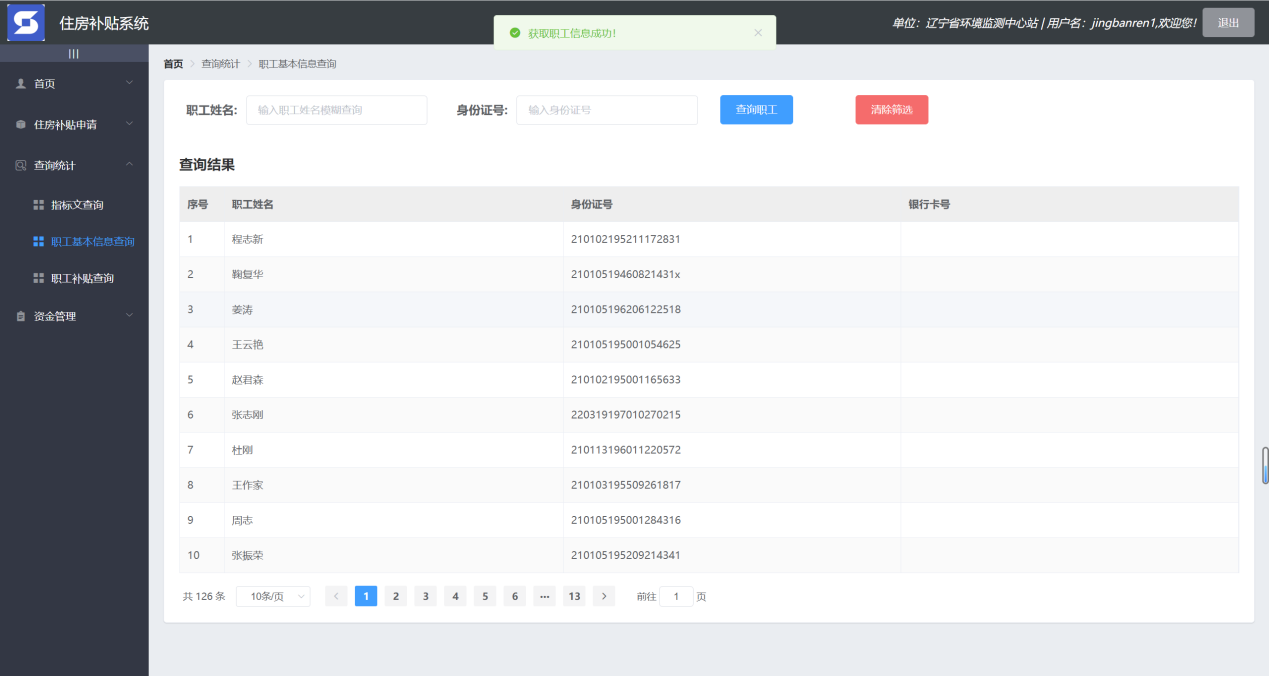 住房补贴系统
获取职工信息成功!
单位：辽宁省环境监测中心站 | 用户名：jingbanren1,欢迎您!
退出
首页
住房补贴申请
查询统计
指标文查询
职工基本信息查询
职工补贴查询
资金管理
首页 > 查询统计 > 职工基本信息查询
职工姓名: 输入职工姓名模糊查询 身份证号: 输入身份证号 查询职工 清除筛选
查询结果
序号 职工姓名 身份证号 银行卡号
1 程志新 210102195211172831
2 鞠复华 21010519460821431x
3 姜涛 210105196206122518
4 王云艳 210105195001054625
5 赵君森 210102195001165633
6 张志刚 220319197010270215
7 杜刚 210113196011220572
8 王作家 210103195509261817
9 周志 210105195001284316
10 张振荣 210105195209214341
共 126 条 10条/页 < 1 2 3 4 5 6 ··· 13 > 前往 1 页